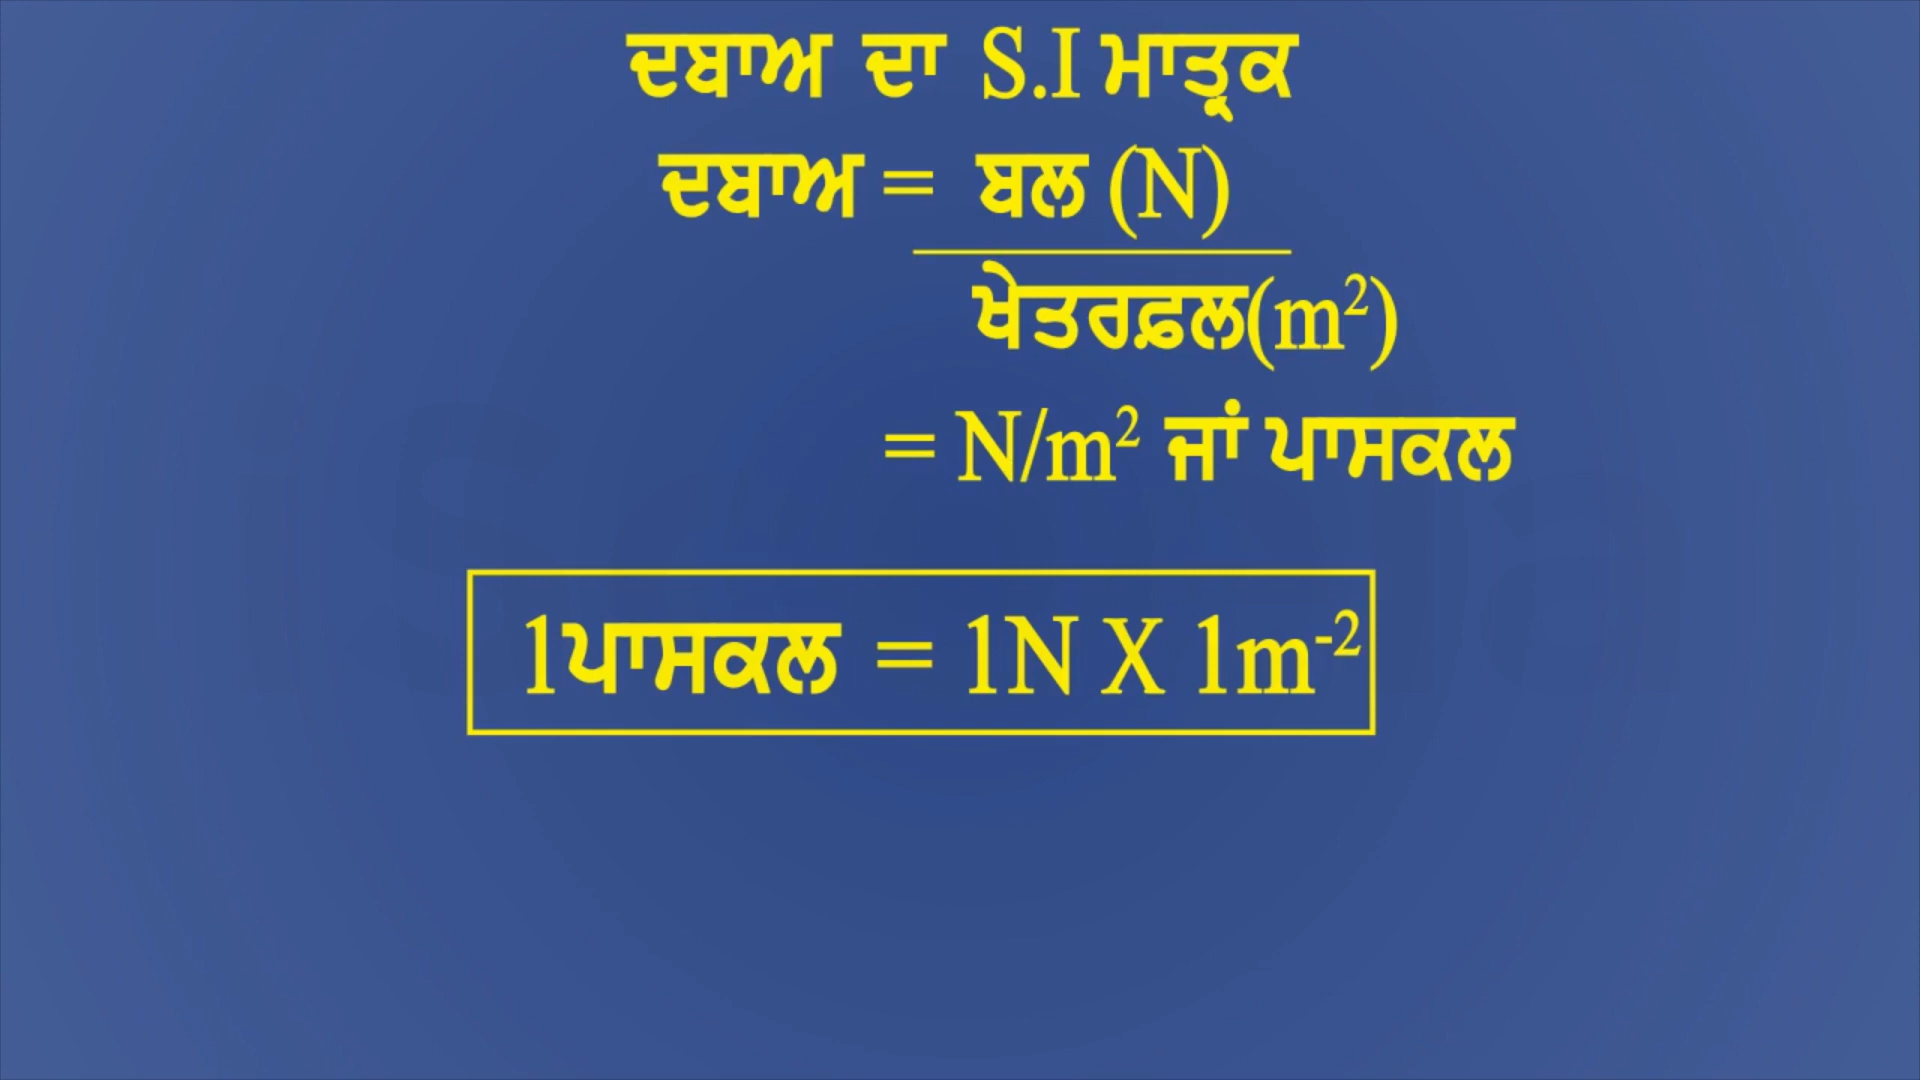 ਦਬਾਅ ਦਾ S.I ਮਾਤ੍ਰਕ
ਦਬਾਅ = ਬਲ (N)
ਖੇਤਰਫ਼ਲ(m²)
= N/m² ਜਾਂ ਪਾਸਕਲ
1ਪਾਸਕਲ = 1N X 1m⁻²